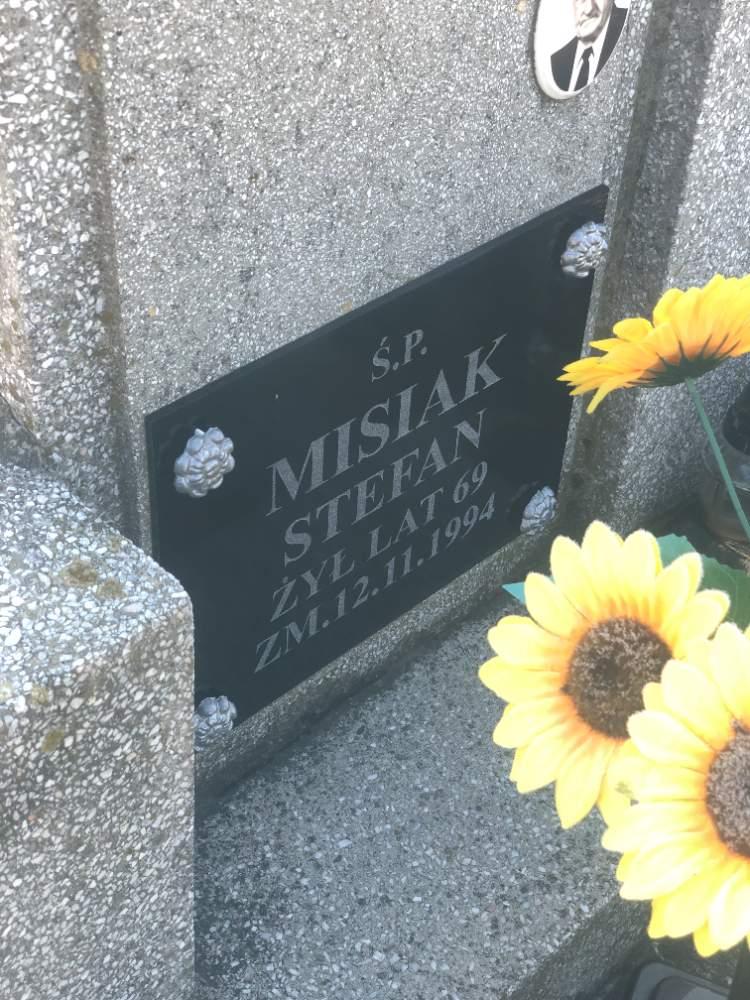 Ś.P.
MISIAK
STEFAN
ŻYŁ LAT 69
ZM.12.11.1994